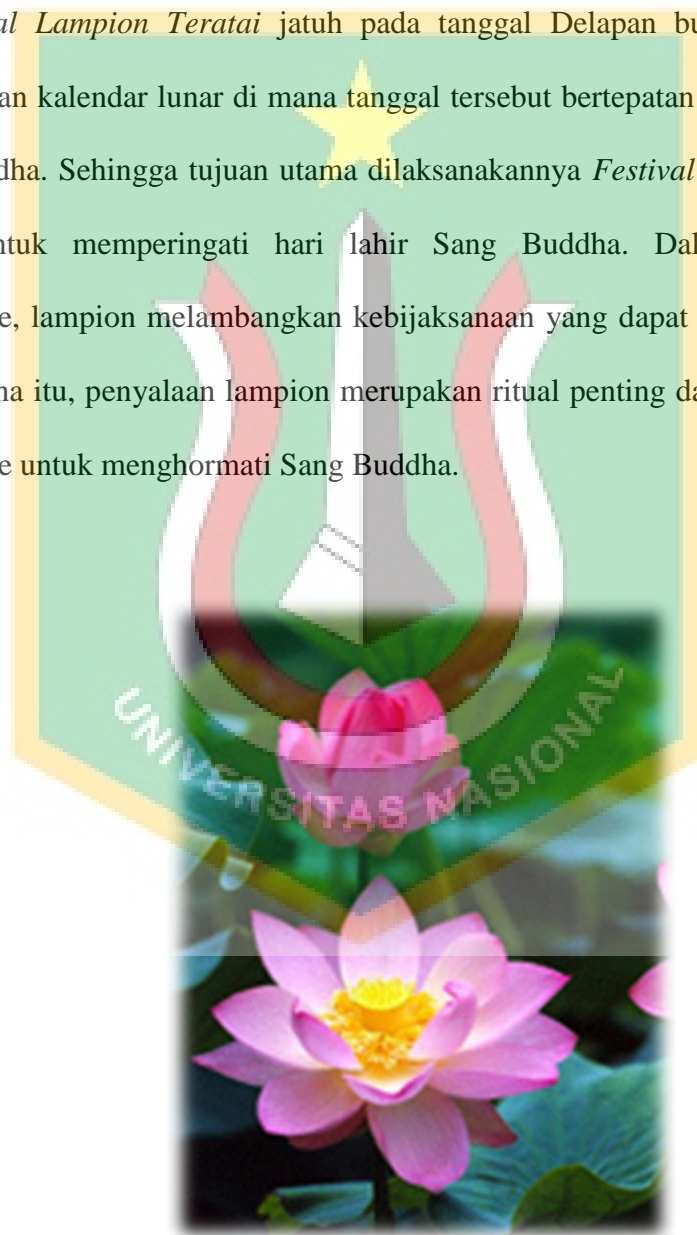 al Lampion Teratai jatuh pada tanggal Delapan bu
an kalendar lunar di mana tanggal tersebut bertepatan
dha. Sehingga tujuan utama dilaksanakannya Festival
ntuk memperingati hari lahir Sang Buddha. Dal
e, lampion melambangkan kebijaksanaan yang dapat
na itu, penyalaan lampion merupakan ritual penting da
e untuk menghormati Sang Buddha.
UNIVERSITAS NASIONAL